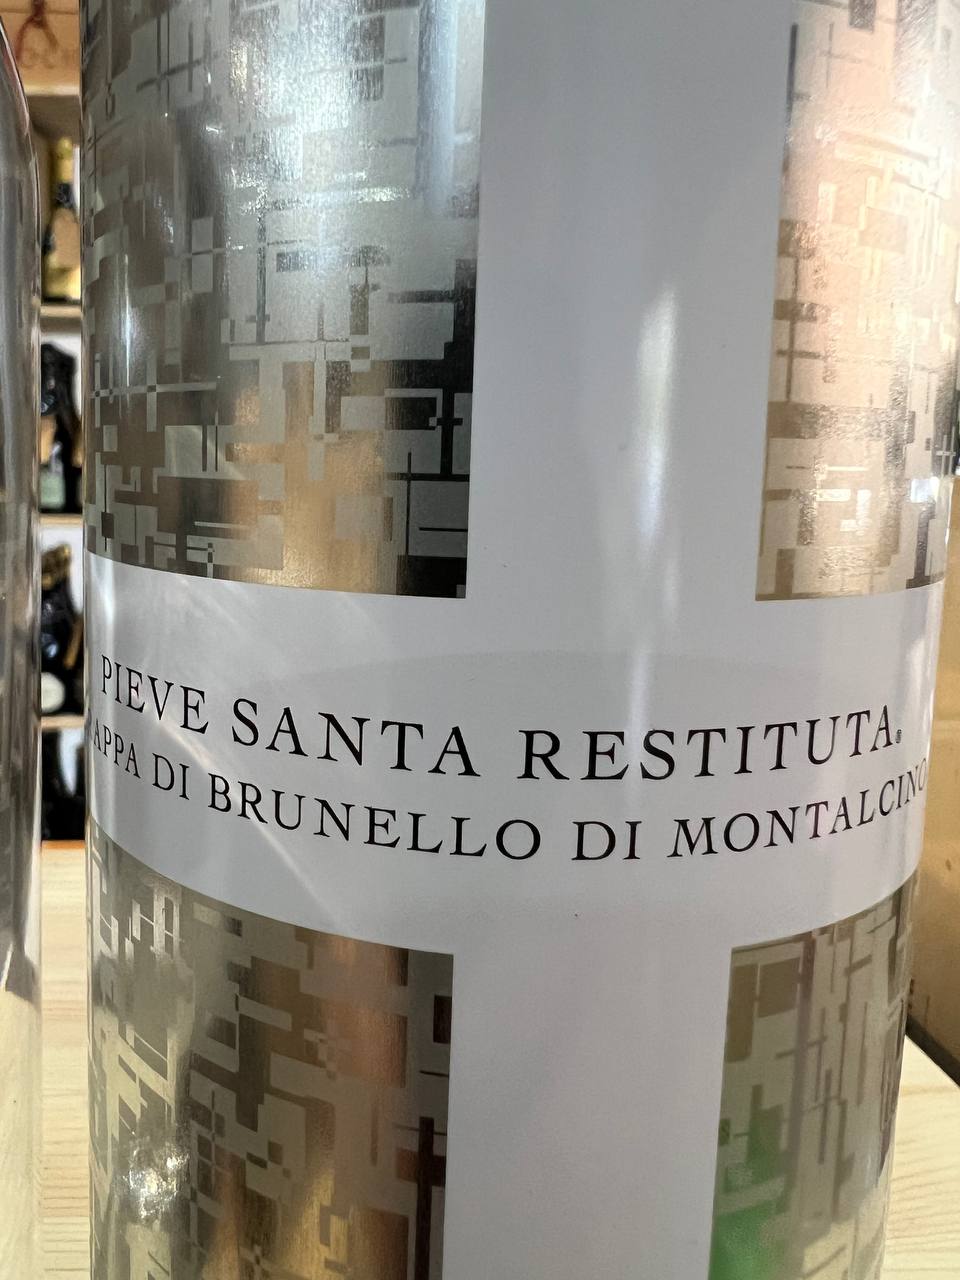 PIEVE SANTA RESTITUTA®
APPA DI BRUNELLO DI MONTALCINO